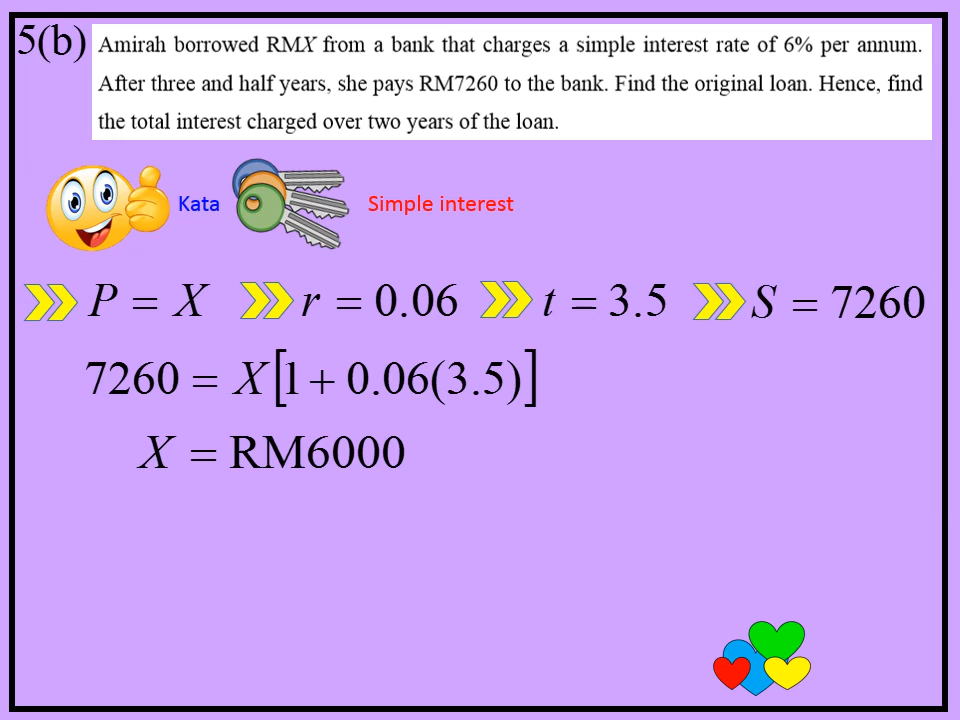 5(b)
Amirah borrowed RMX from a bank that charges a simple interest rate of 6% per annum.
After three and half years, she pays RM7260 to the bank. Find the original loan. Hence, find
the total interest charged over two years of the loan.
Kata Simple interest
P = X r = 0.06 t = 3.5 S = 7260
7260 = X[1 + 0.06(3.5)]
X = RM6000